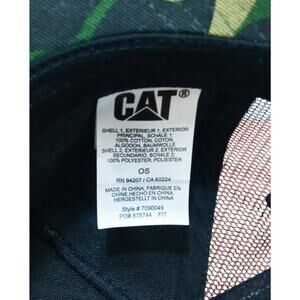 CAT®
SHELL 1, EXTERIEUR 1, EXTERIOR
PRINCIPAL, SCHALE 1:
100% COTTON, COTON,
ALGODON, BAUMWOLLE
SHELL 2, EXTERIEUR 2, EXTERIOR
SECUNDARIO, SCHALE 2:
100% POLYESTER, POLIESTER
OS
RN 94207 / CA 60224
MADE IN CHINA, FABRIQUE EN
CHINE, HECHO EN CHINA,
HERGESTELLT IN CHINA
Style # 7090049
PO# 878744 FIT